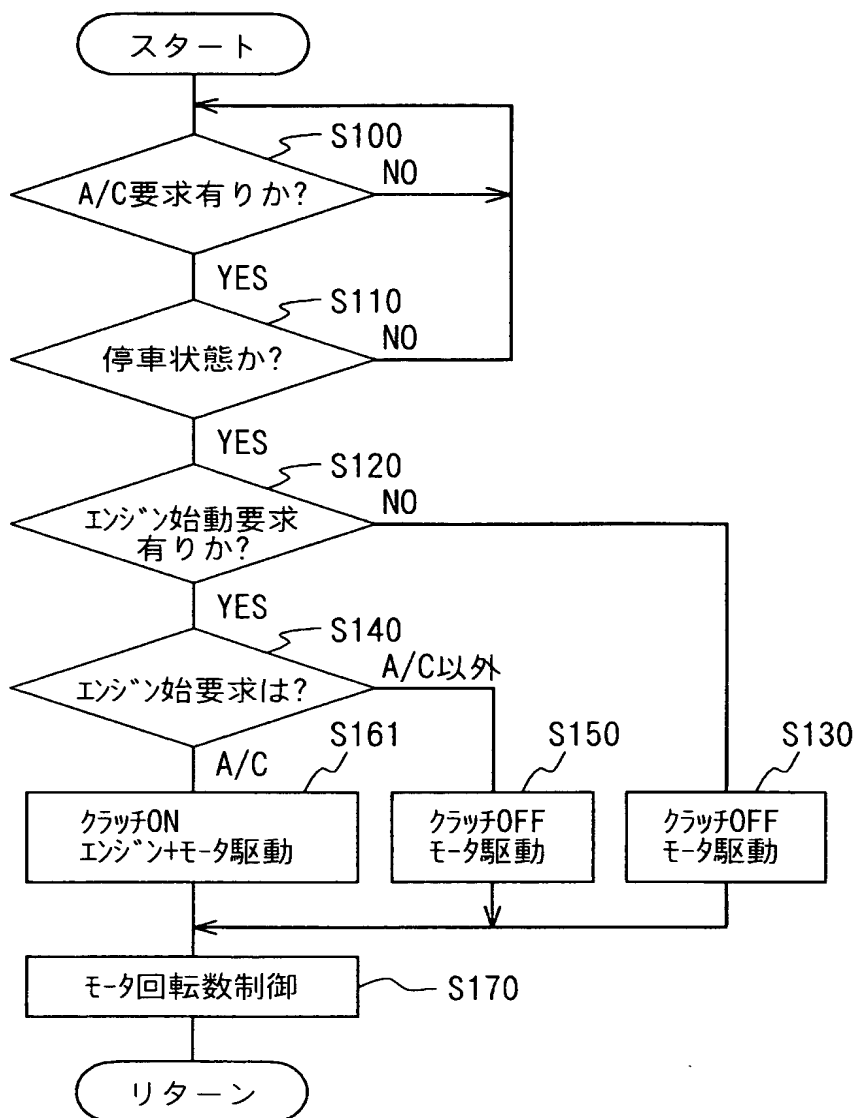 スタート
S100
A/C要求有りか?
NO
YES
S110
停車状態か?
NO
YES
S120
エンジン始動要求
有りか?
NO
YES
S140
エンジン始要求は?
A/C以外
A/C
S161
クラッチON
エンジン+モータ駆動
S150
クラッチOFF
モータ駆動
S130
クラッチOFF
モータ駆動
モータ回転数制御
S170
リターン